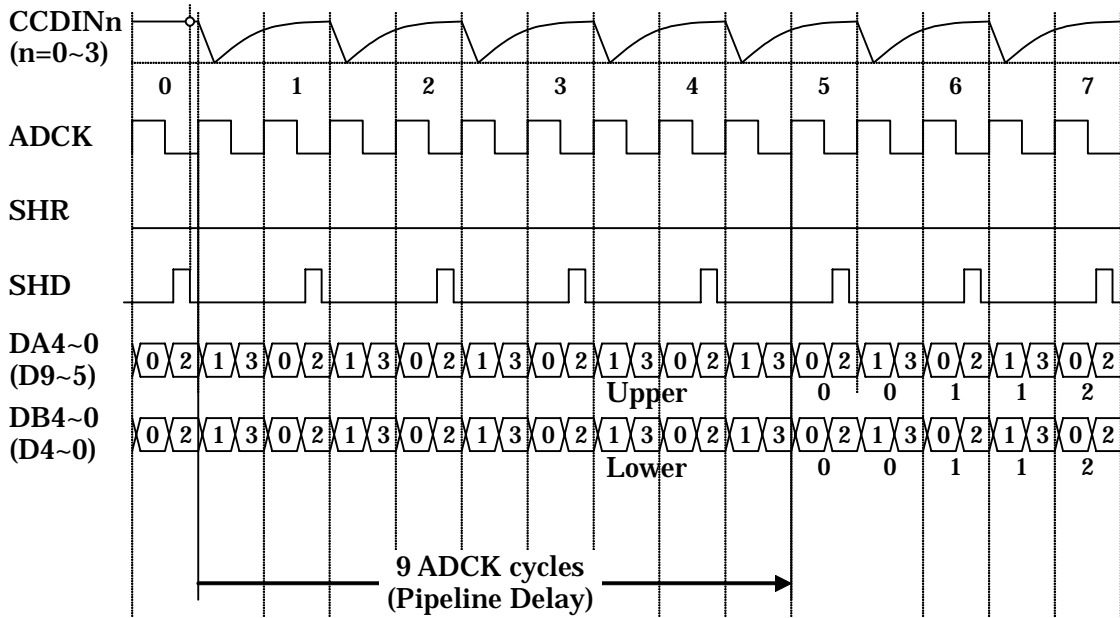 CCDINn
(n=0~3)
0 1 2 3 4 5 6 7
ADCK
SHR
SHD
DA4~0
(D9~5)
0 2 1 3 0 2 1 3 0 2 1 3 0 2 1 3 0 2 1 3 0 2 1 3 0 2 1 3 0 2
Upper 0 0 1 1 2
DB4~0
(D4~0)
0 2 1 3 0 2 1 3 0 2 1 3 0 2 1 3 0 2 1 3 0 2 1 3 0 2 1 3 0 2
Lower 0 0 1 1 2
9 ADCK cycles
(Pipeline Delay)